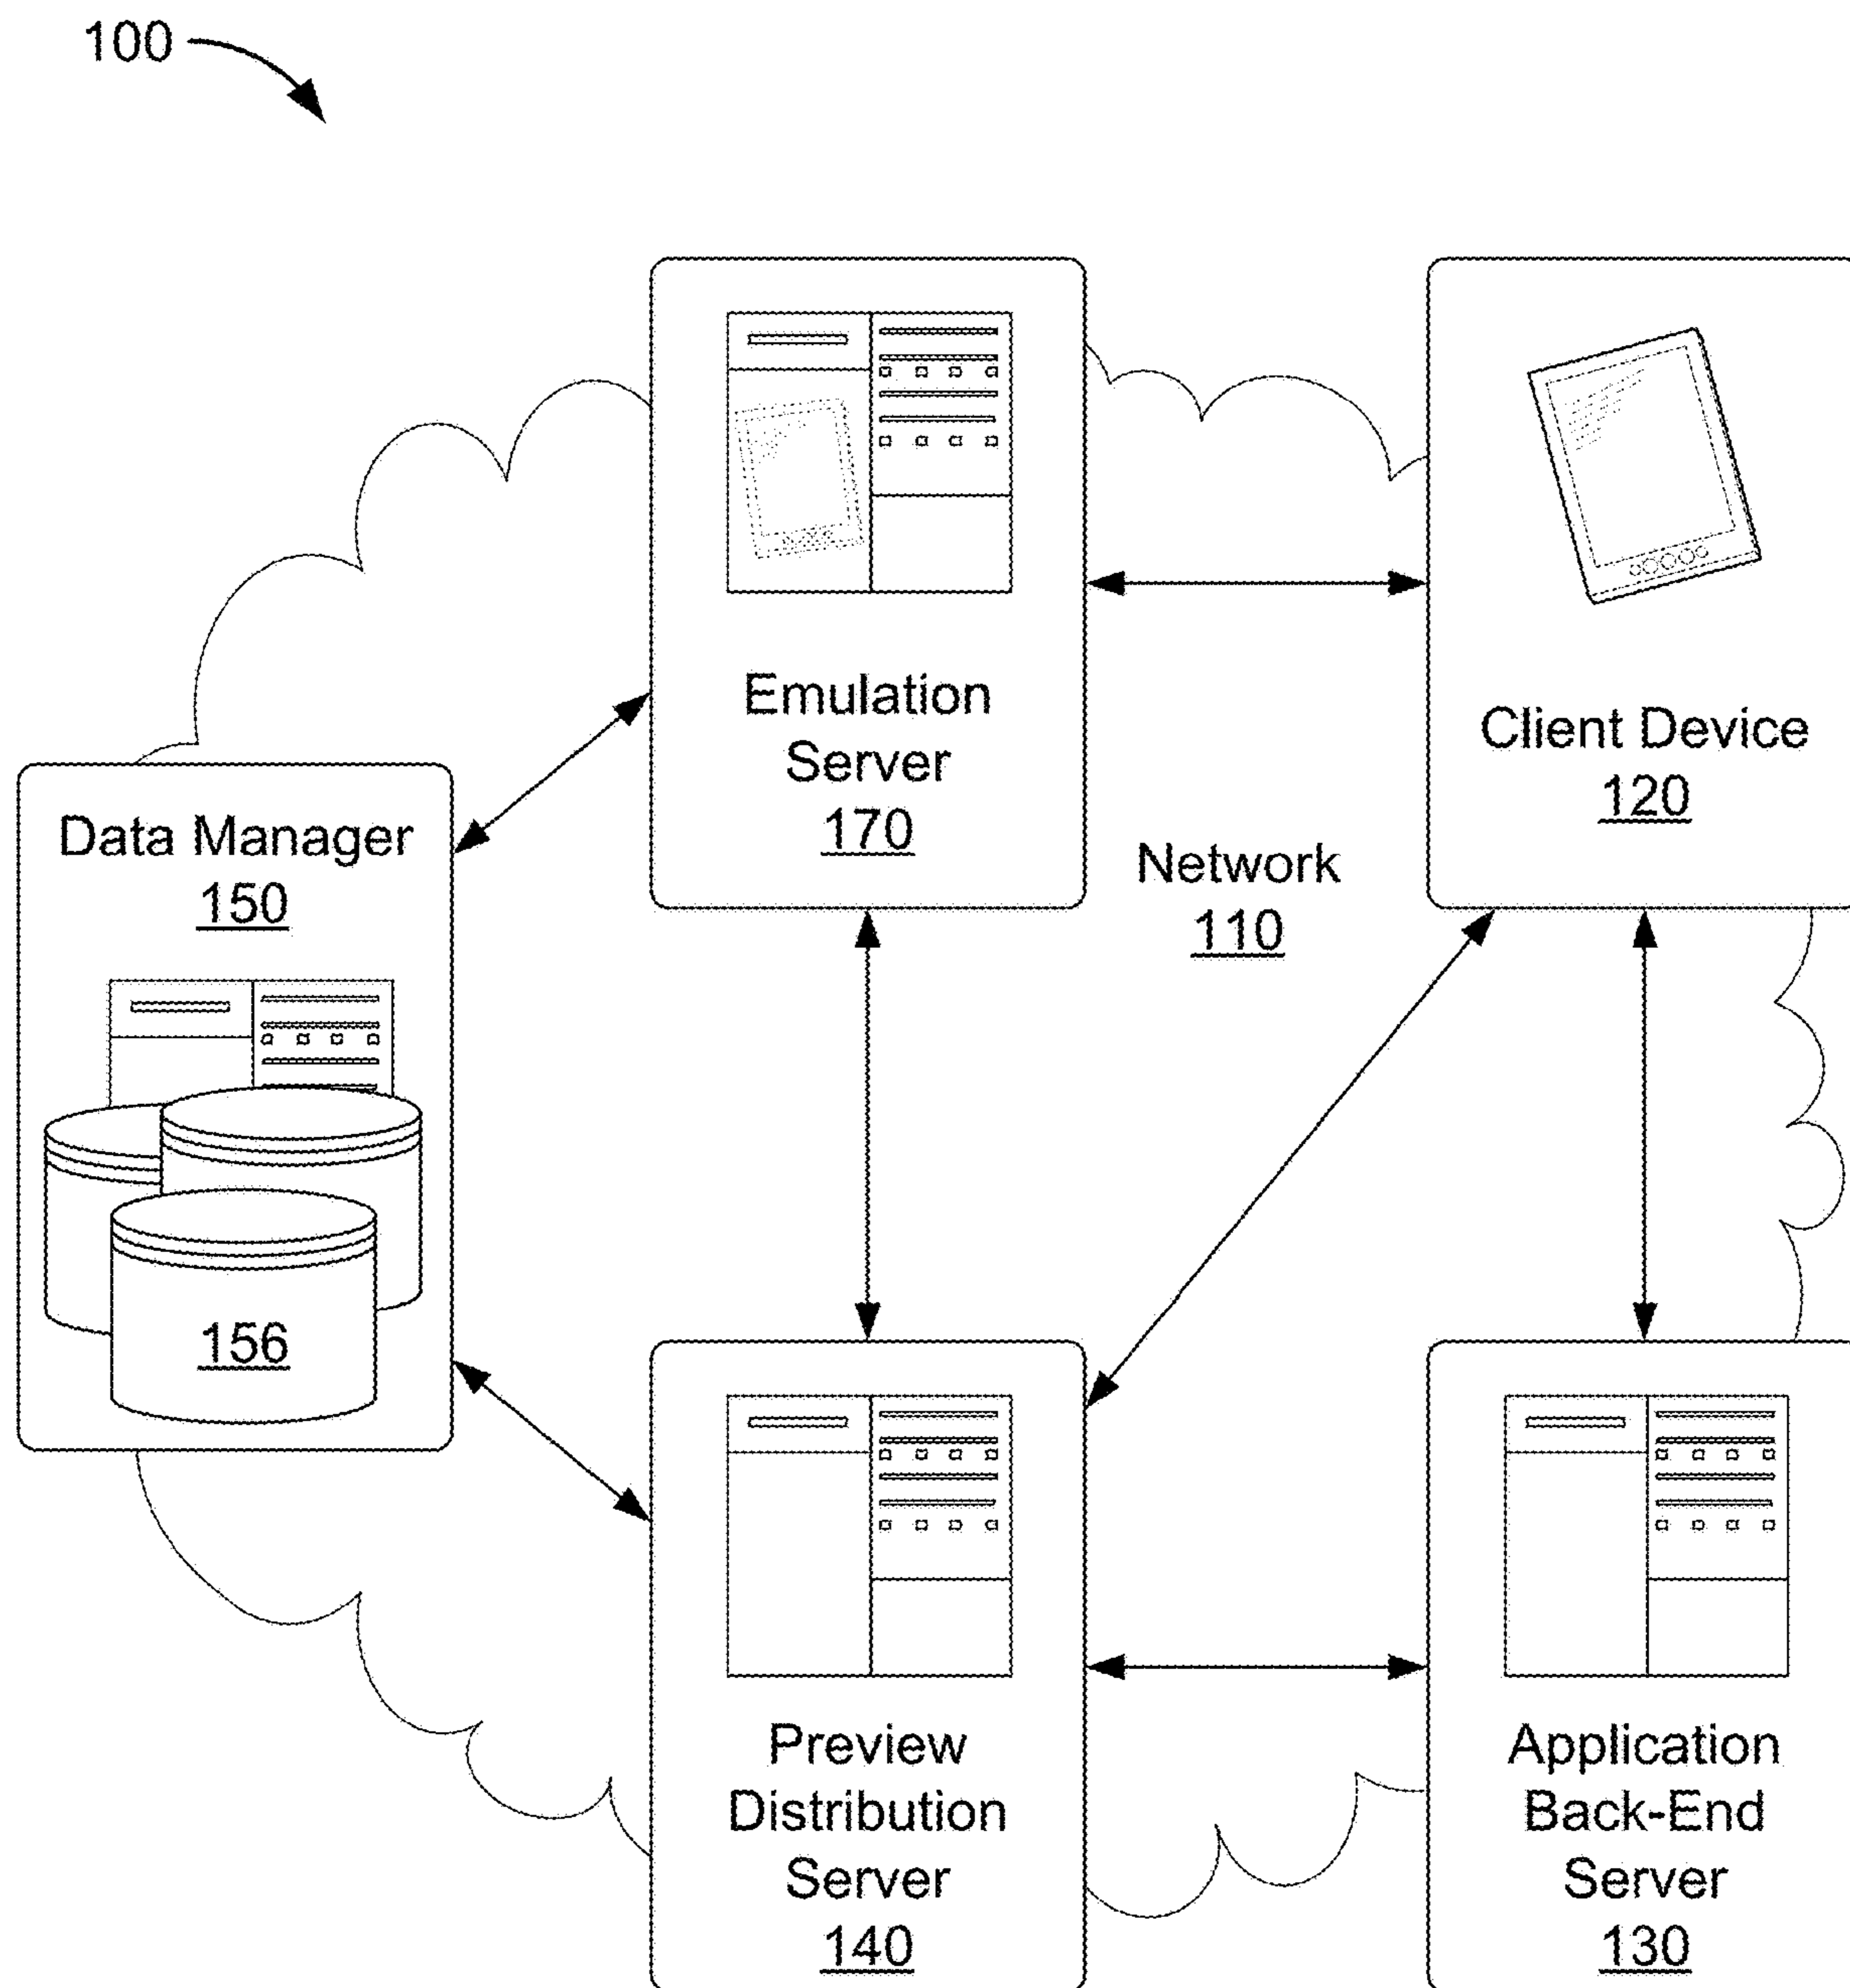 100
Emulation
Server
170
Client Device
120
Data Manager
150
Network
110
156
Preview
Distribution
Server
140
Application
Back-End
Server
130